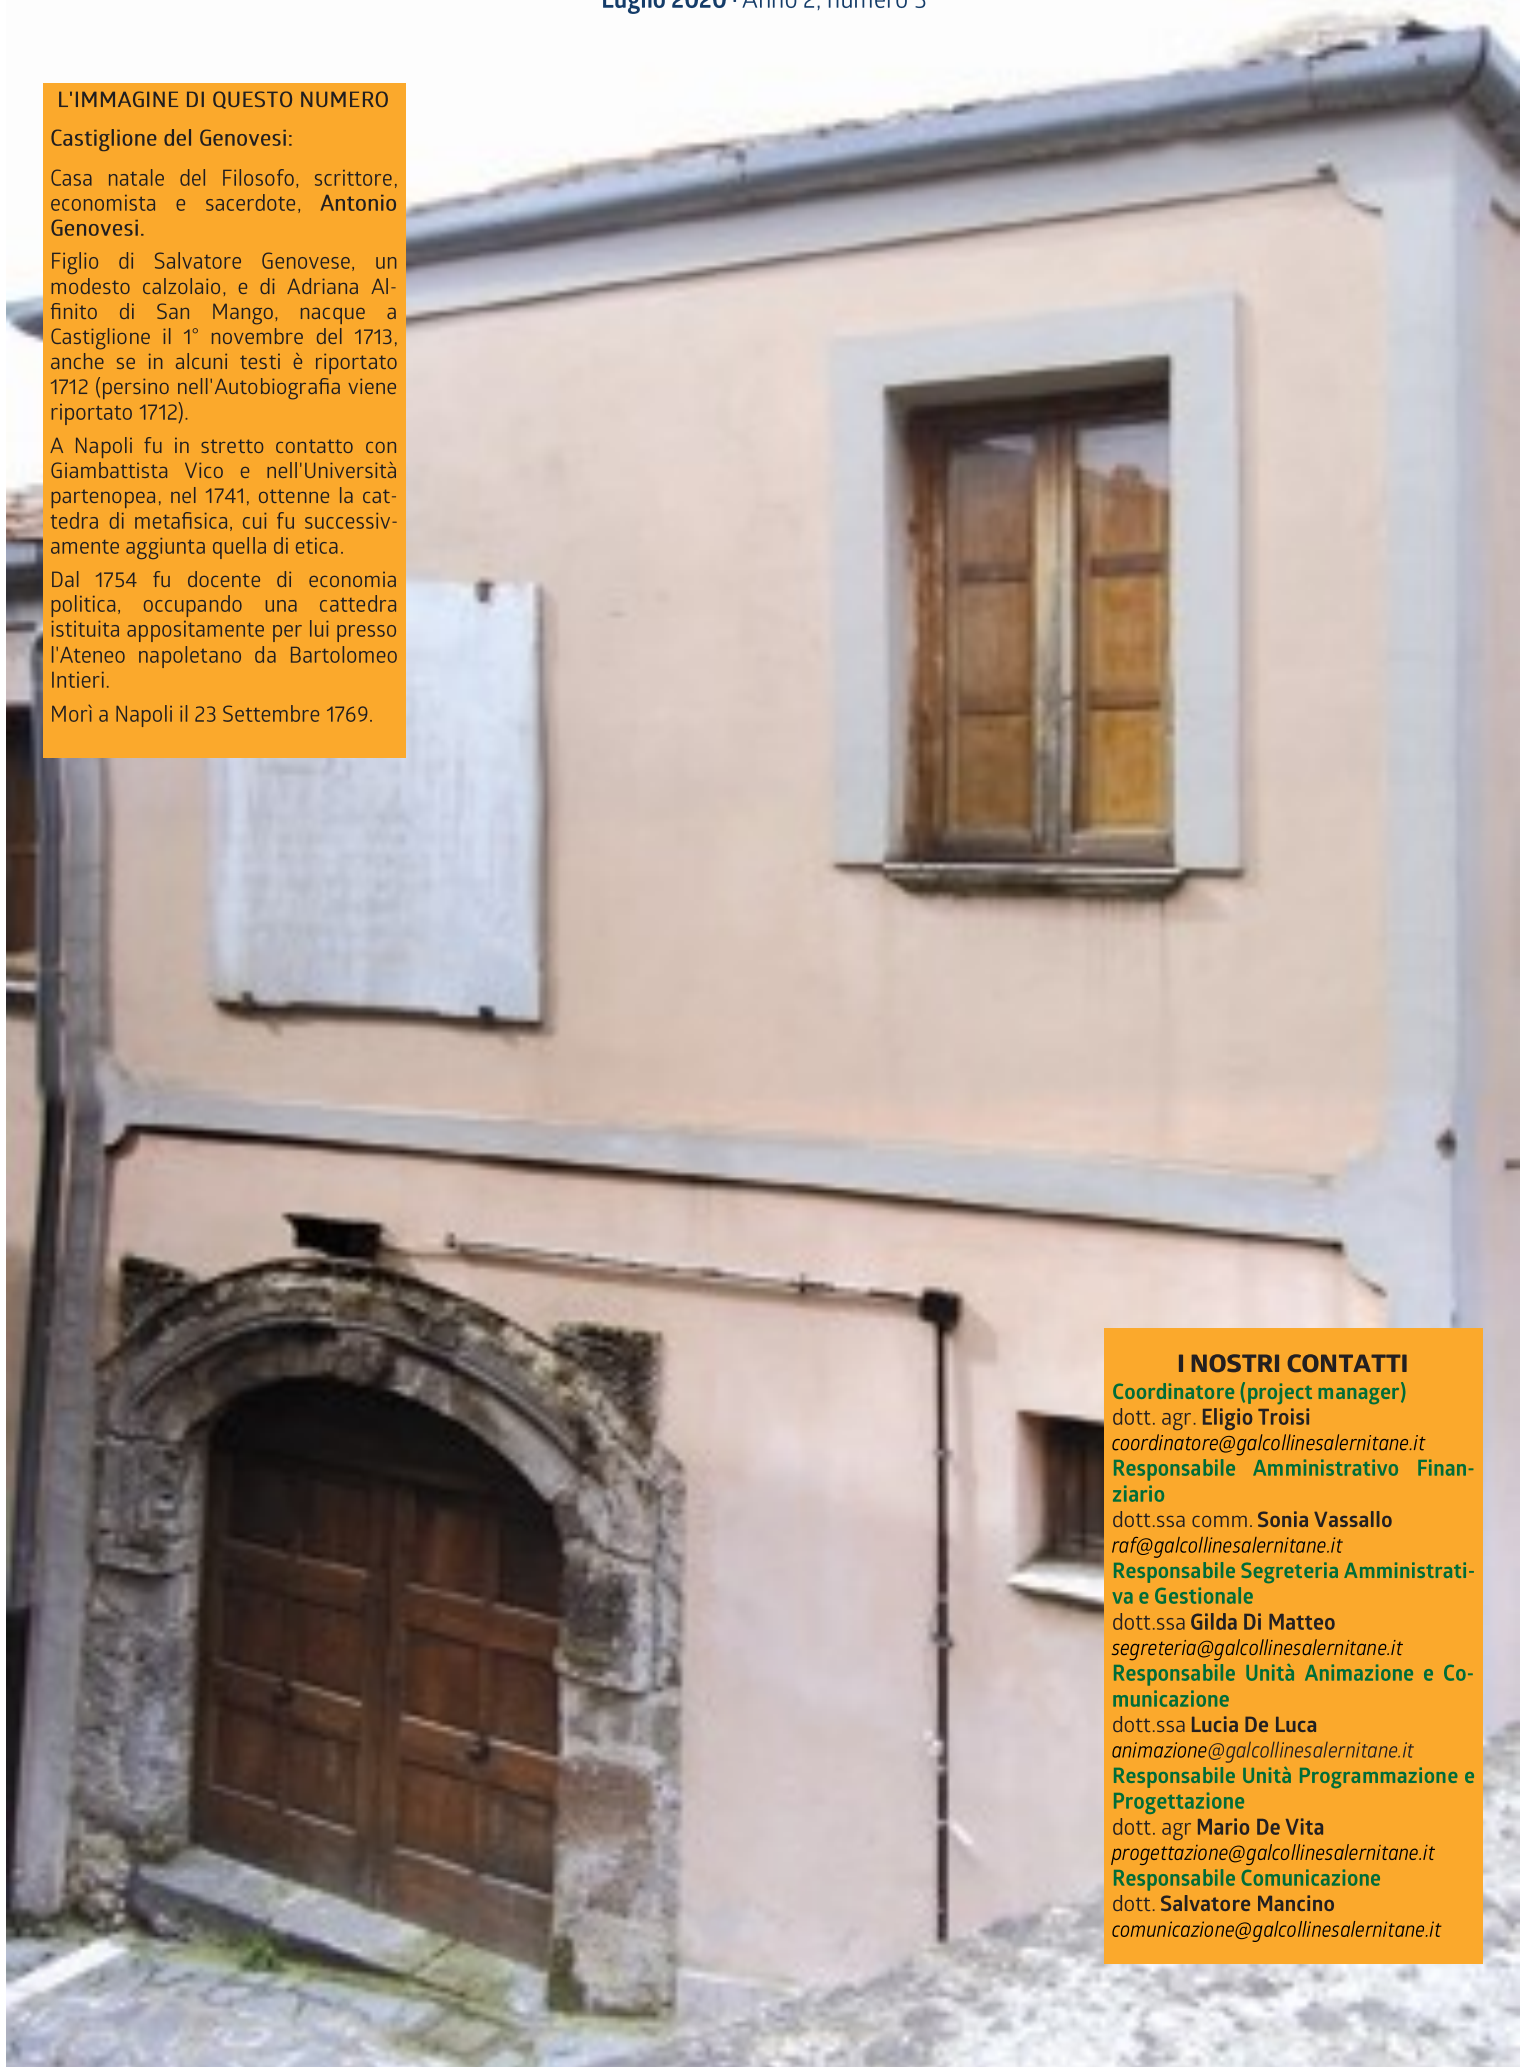 Luglio 2020 · Anno 2, numero 3
L'IMMAGINE DI QUESTO NUMERO
Castiglione del Genovesi:
Casa natale del Filosofo, scrittore,
economista e sacerdote, Antonio
Genovesi.
Figlio di Salvatore Genovese, un
modesto calzolaio, e di Adriana Al-
finito di San Mango, nacque a
Castiglione il 1° novembre del 1713,
anche se in alcuni testi è riportato
1712 (persino nell'Autobiografia viene
riportato 1712).
A Napoli fu in stretto contatto con
Giambattista Vico e nell'Università
partenopea, nel 1741, ottenne la cat-
tedra di metafisica, cui fu successiv-
amente aggiunta quella di etica.
Dal 1754 fu docente di economia
politica, occupando una cattedra
istituita appositamente per lui presso
l'Ateneo napoletano da Bartolomeo
Intieri.
Morì a Napoli il 23 Settembre 1769.
I NOSTRI CONTATTI
Coordinatore (project manager)
dott. agr. Eligio Troisi
coordinatore@galcollinesalernitane.it
Responsabile Amministrativo Finan-
ziario
dott.ssa comm. Sonia Vassallo
raf@galcollinesalernitane.it
Responsabile Segreteria Amministrati-
va e Gestionale
dott.ssa Gilda Di Matteo
segreteria@galcollinesalernitane.it
Responsabile Unità Animazione e Co-
municazione
dott.ssa Lucia De Luca
animazione@galcollinesalernitane.it
Responsabile Unità Programmazione e
Progettazione
dott. agr Mario De Vita
progettazione@galcollinesalernitane.it
Responsabile Comunicazione
dott. Salvatore Mancino
comunicazione@galcollinesalernitane.it